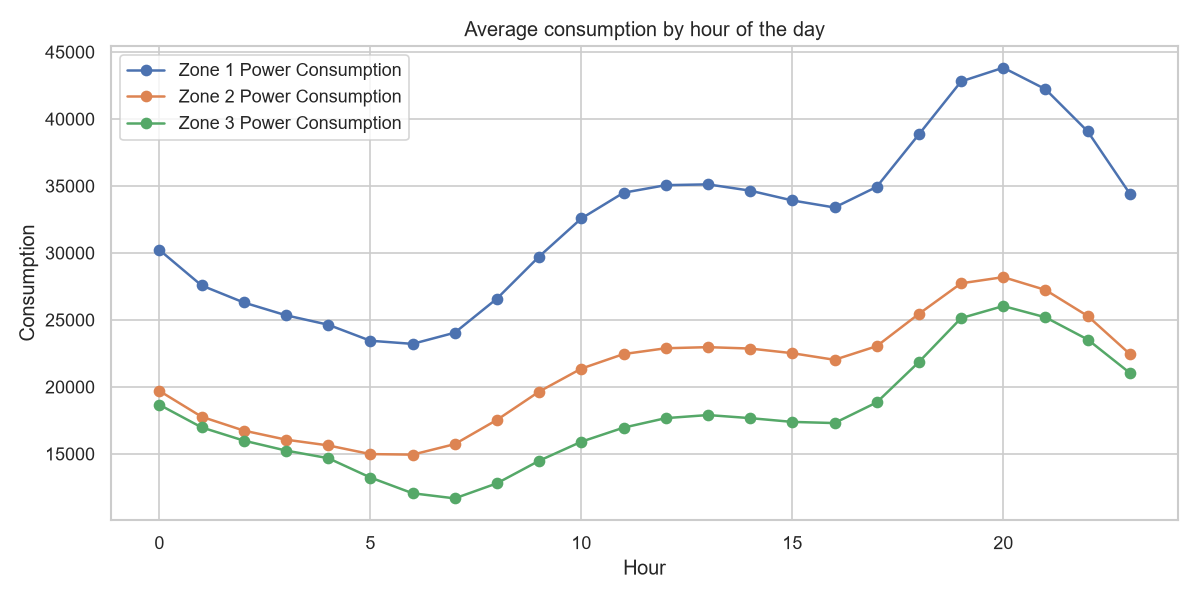 Average consumption by hour of the day
Zone 1 Power Consumption
Zone 2 Power Consumption
Zone 3 Power Consumption
Consumption
45000
40000
35000
30000
25000
20000
15000
0 5 10 15 20
Hour